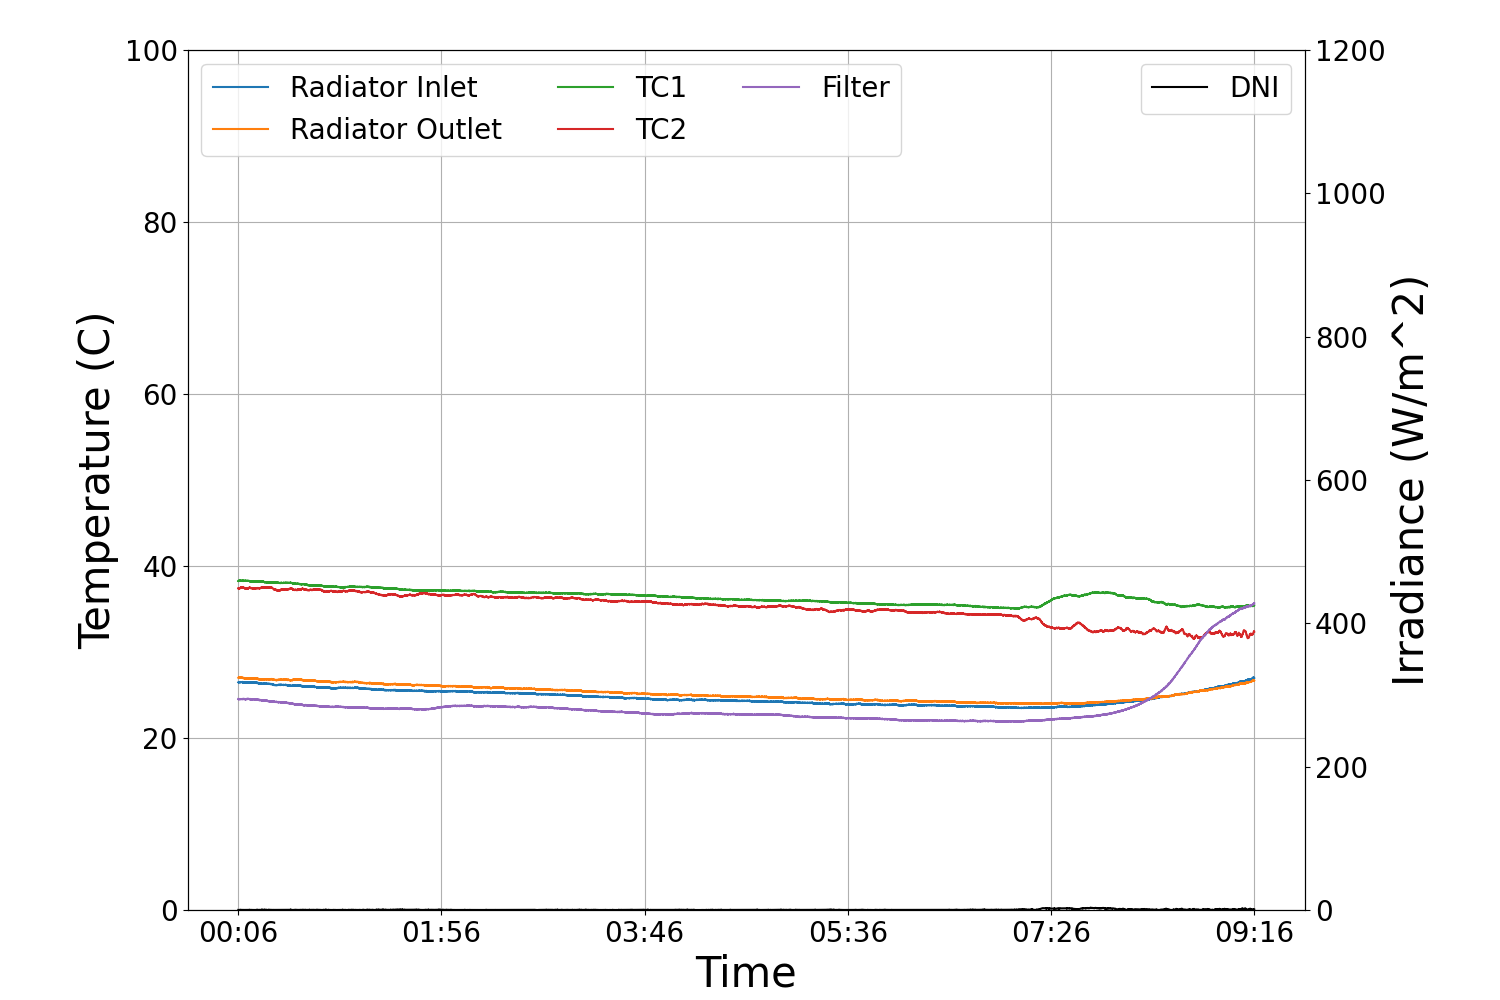 Radiator Inlet
Radiator Outlet
TC1
TC2
Filter
DNI
Temperature (C)
100
80
60
40
20
0
Irradiance (W/m^2)
1200
1000
800
600
400
200
0
00:06 01:56 03:46 05:36 07:26 09:16
Time